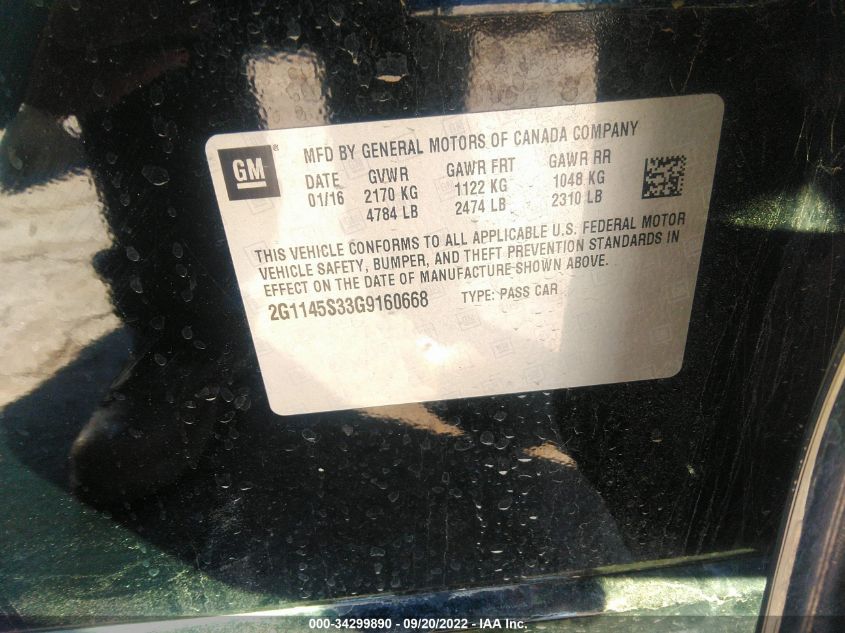 GM ®
MFD BY GENERAL MOTORS OF CANADA COMPANY
DATE GVWR GAWR FRT GAWR RR
01/16 2170 KG 1122 KG 1048 KG
4784 LB 2474 LB 2310 LB
THIS VEHICLE CONFORMS TO ALL APPLICABLE U.S. FEDERAL MOTOR
VEHICLE SAFETY, BUMPER, AND THEFT PREVENTION STANDARDS IN
EFFECT ON THE DATE OF MANUFACTURE SHOWN ABOVE.
2G1145S33G9160668 TYPE: PASS CAR
000-34299890 - 09/20/2022 - IAA Inc.